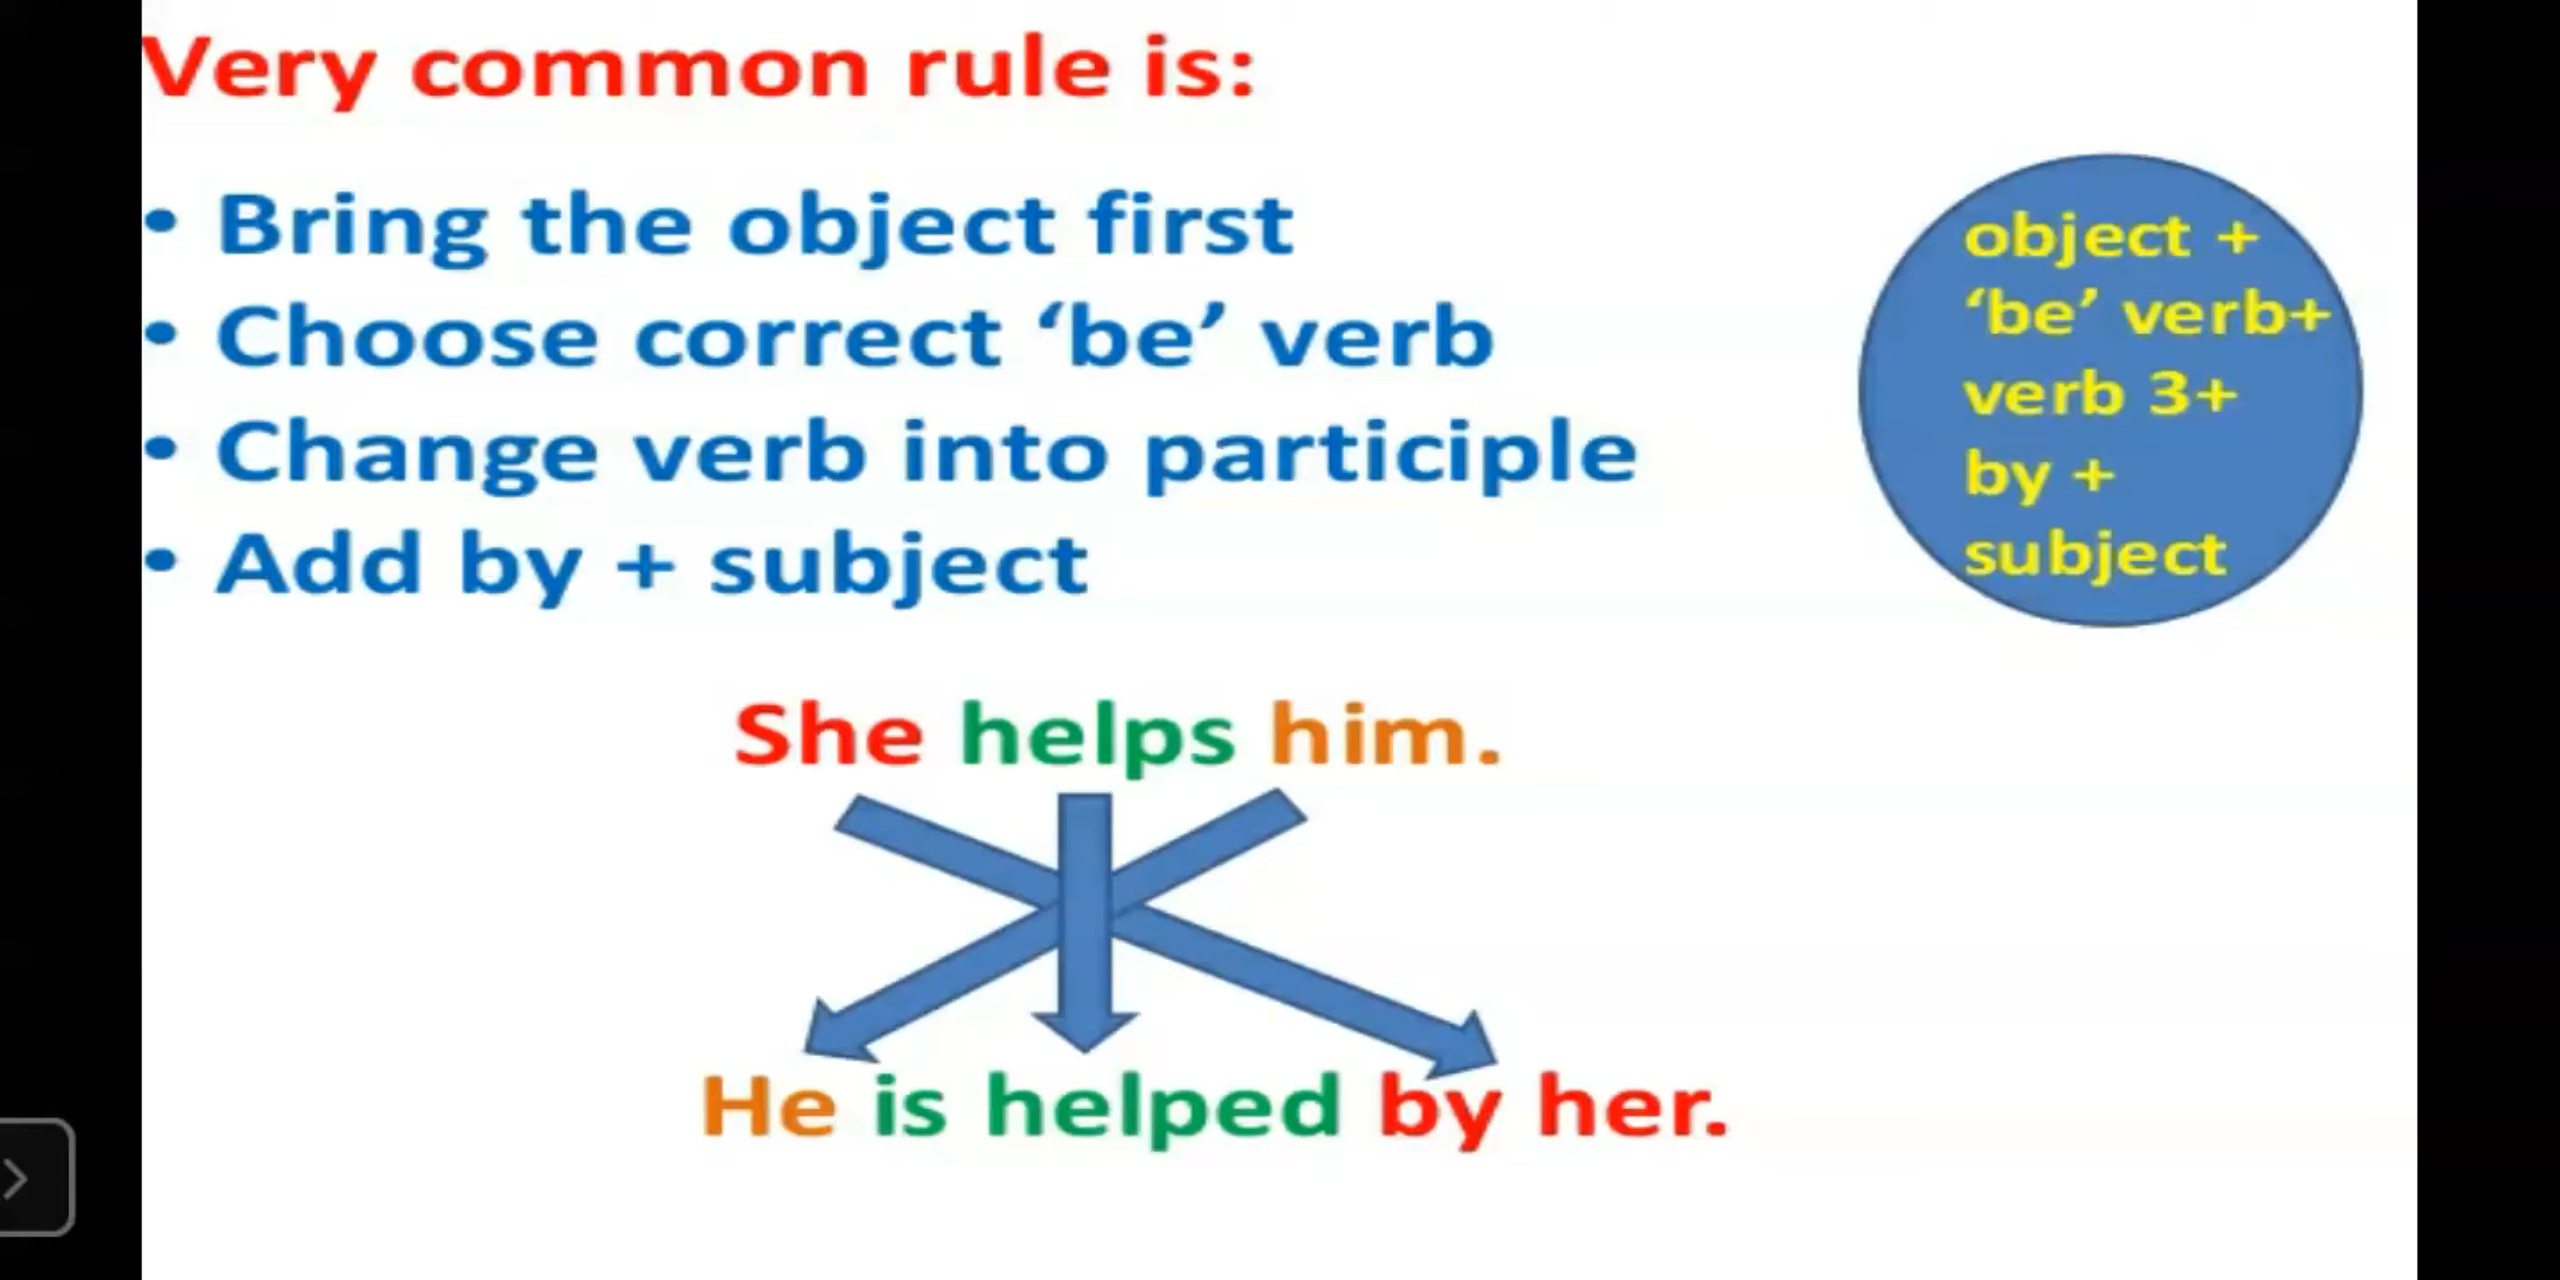 Very common rule is:
• Bring the object first
• Choose correct ‘be’ verb
• Change verb into participle
• Add by + subject
object +
‘be’ verb+
verb 3+
by +
subject
She helps him.
He is helped by her.